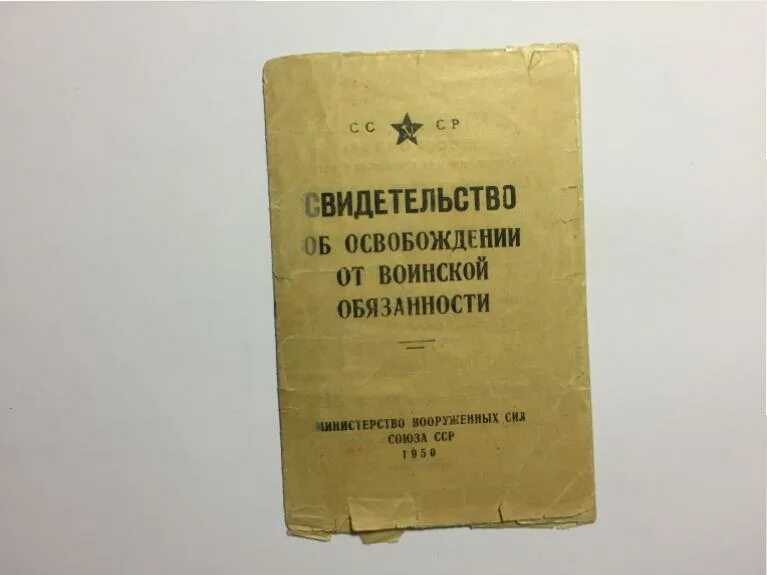 СС СР
СВИДЕТЕЛЬСТВО
ОБ ОСВОБОЖДЕНИИ
ОТ ВОИНСКОЙ
ОБЯЗАННОСТИ
МИНИСТЕРСТВО ВООРУЖЕННЫХ СИЛ
СОЮЗА ССР
1950